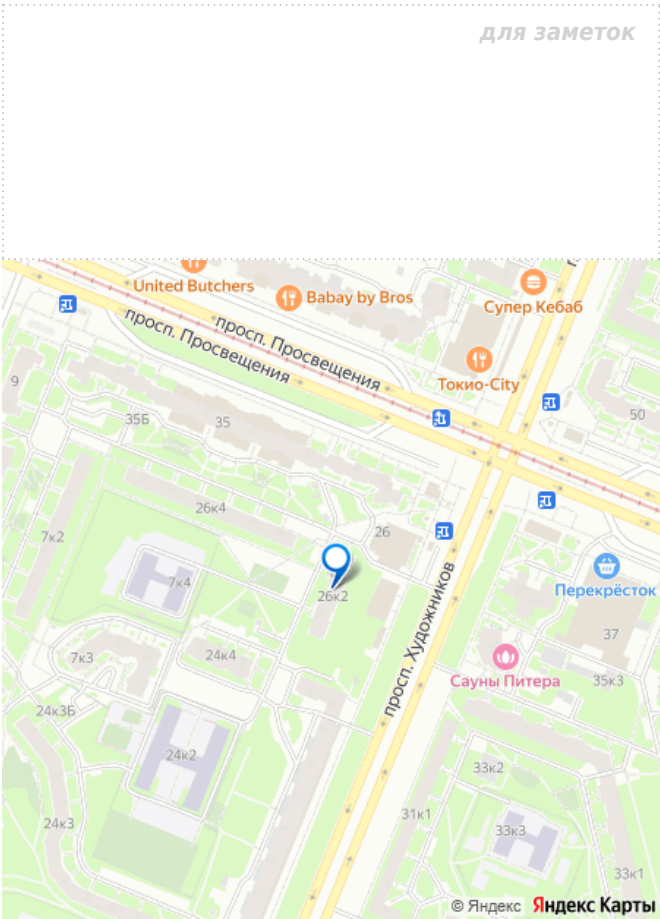 для заметок
United Butchers
Babay by Bros
Супер Кебаб
просп. Просвещения
просп. Просвещения
Токио-City
9
35Б
35
50
26к4
26
7к2
7к4
26к2
Перекрёсток
37
просп. Художников
7к3
24к4
Сауны Питера
35к3
24к3Б
24к2
33к2
31к1
24к3
33к3
33к1
© Яндекс Яндекс Карты